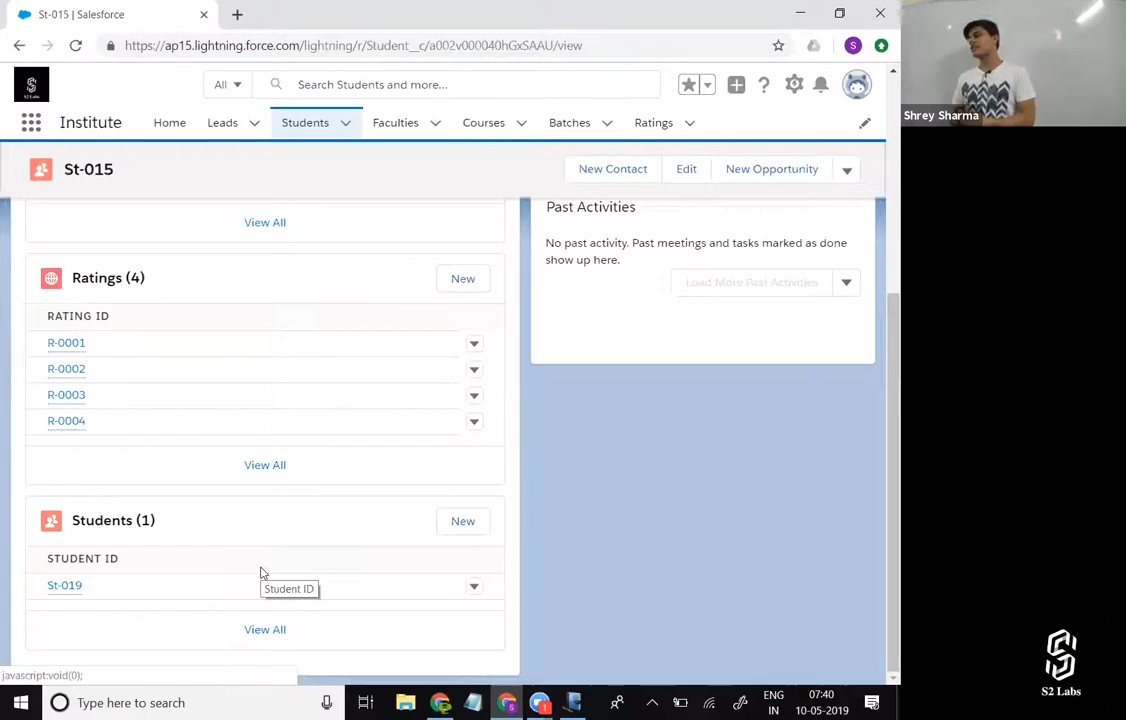 St-015 | Salesforce
https://ap15.lightning.force.com/lightning/r/Student__c/a002v000040hGxSAAU/view
S
S2 Labs
All
Search Students and more...
Institute
Home
Leads
Students
Faculties
Courses
Batches
Ratings
St-015
New Contact
Edit
New Opportunity
View All
Past Activities
No past activity. Past meetings and tasks marked as done
show up here.
Load More Past Activities
Ratings (4)
New
RATING ID
R-0001
R-0002
R-0003
R-0004
View All
Students (1)
New
STUDENT ID
Student ID
St-019
View All
javascript:void(0);
Type here to search
ENG
IN
07:40
10-05-2019
Shrey Sharma
S2 Labs